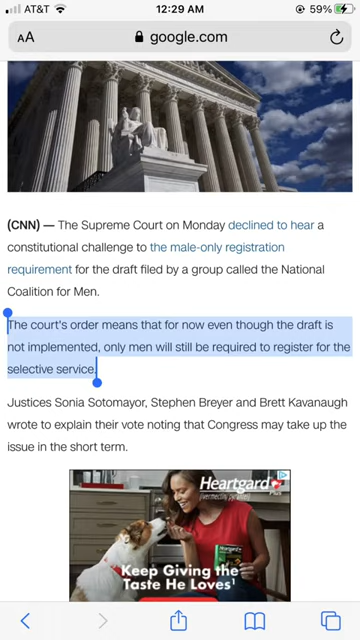 AT&T 12:29 AM 59%
AA google.com
(CNN) — The Supreme Court on Monday declined to hear a
constitutional challenge to the male-only registration
requirement for the draft filed by a group called the National
Coalition for Men.
The court's order means that for now even though the draft is
not implemented, only men will still be required to register for the
selective service.
Justices Sonia Sotomayor, Stephen Breyer and Brett Kavanaugh
wrote to explain their vote noting that Congress may take up the
issue in the short term.
Heartgard
(ivermectin/pyrantel)
Plus
Keep Giving the
Taste He Loves¹